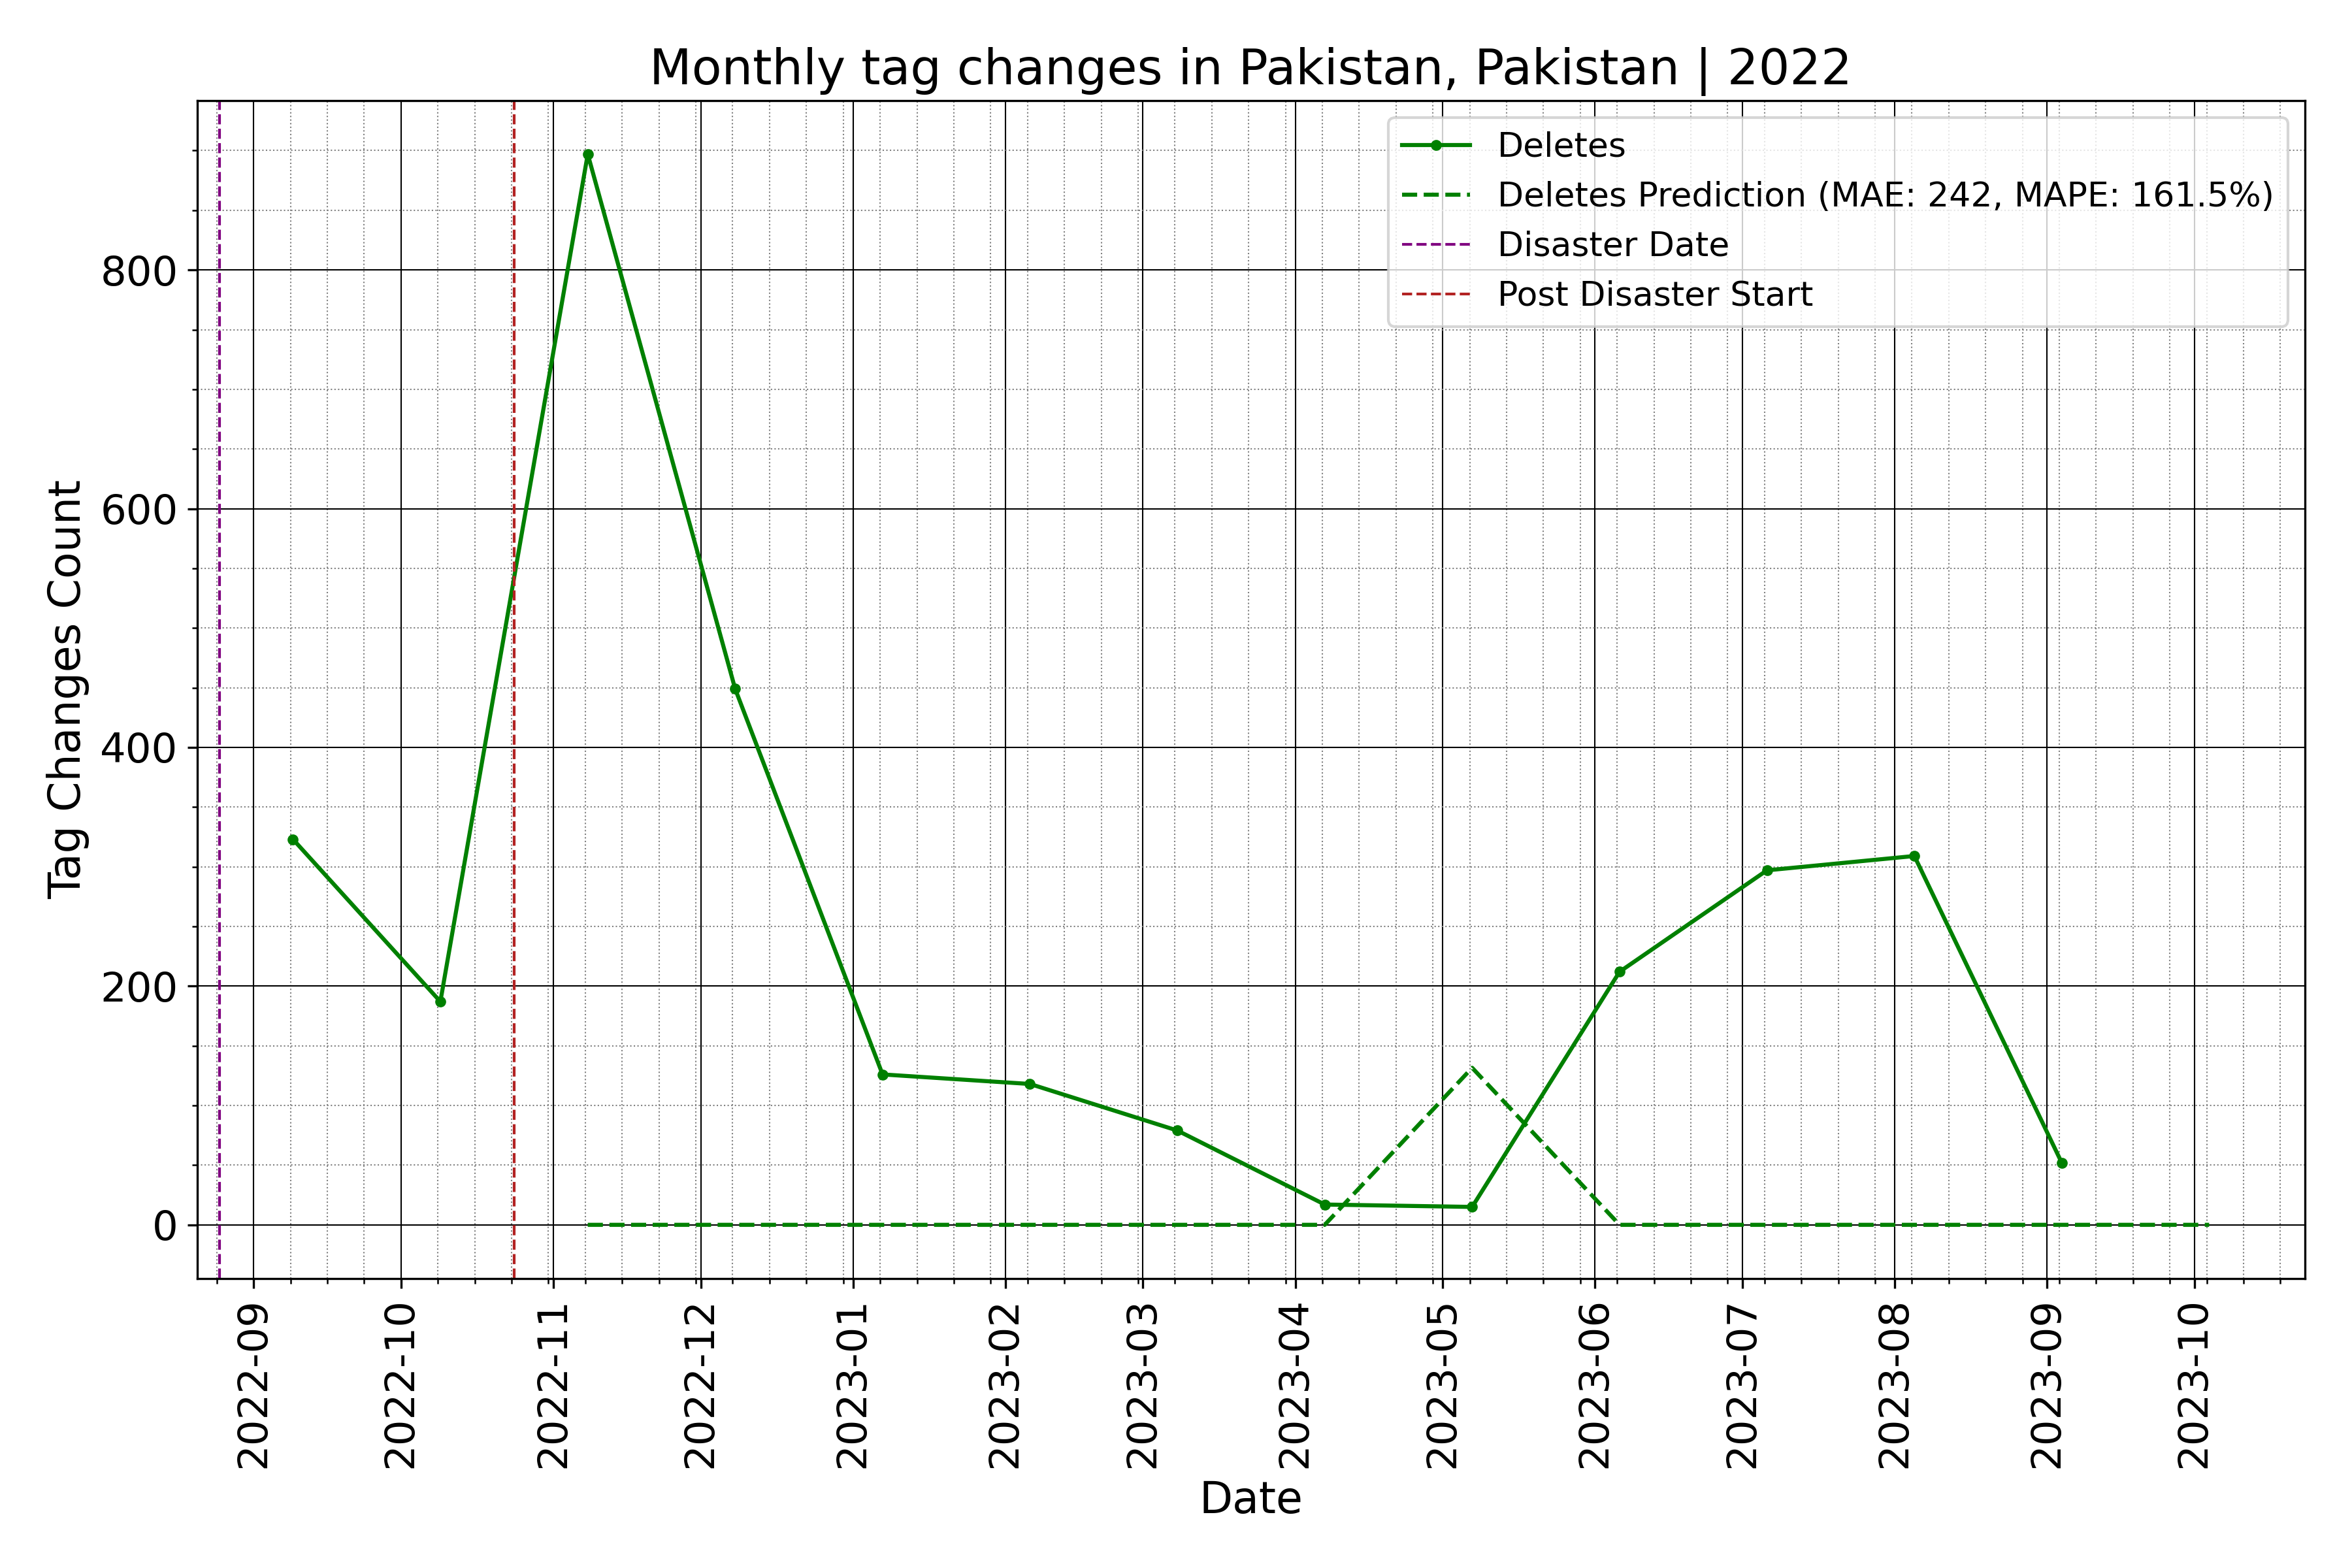 Monthly tag changes in Pakistan, Pakistan | 2022
Deletes
Deletes Prediction (MAE: 242, MAPE: 161.5%)
Disaster Date
Post Disaster Start
Tag Changes Count
800
600
400
200
0
2022-09
2022-10
2022-11
2022-12
2023-01
2023-02
2023-03
2023-04
2023-05
2023-06
2023-07
2023-08
2023-09
2023-10
Date